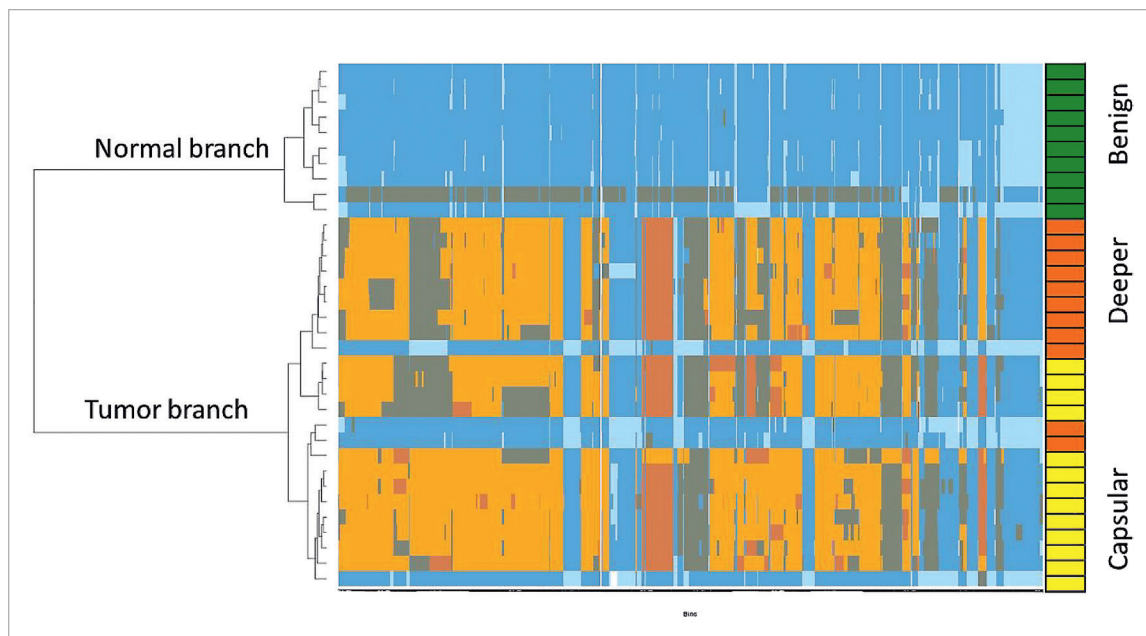 Normal branch
Benign
Deeper
Tumor branch
Capsular
Bins